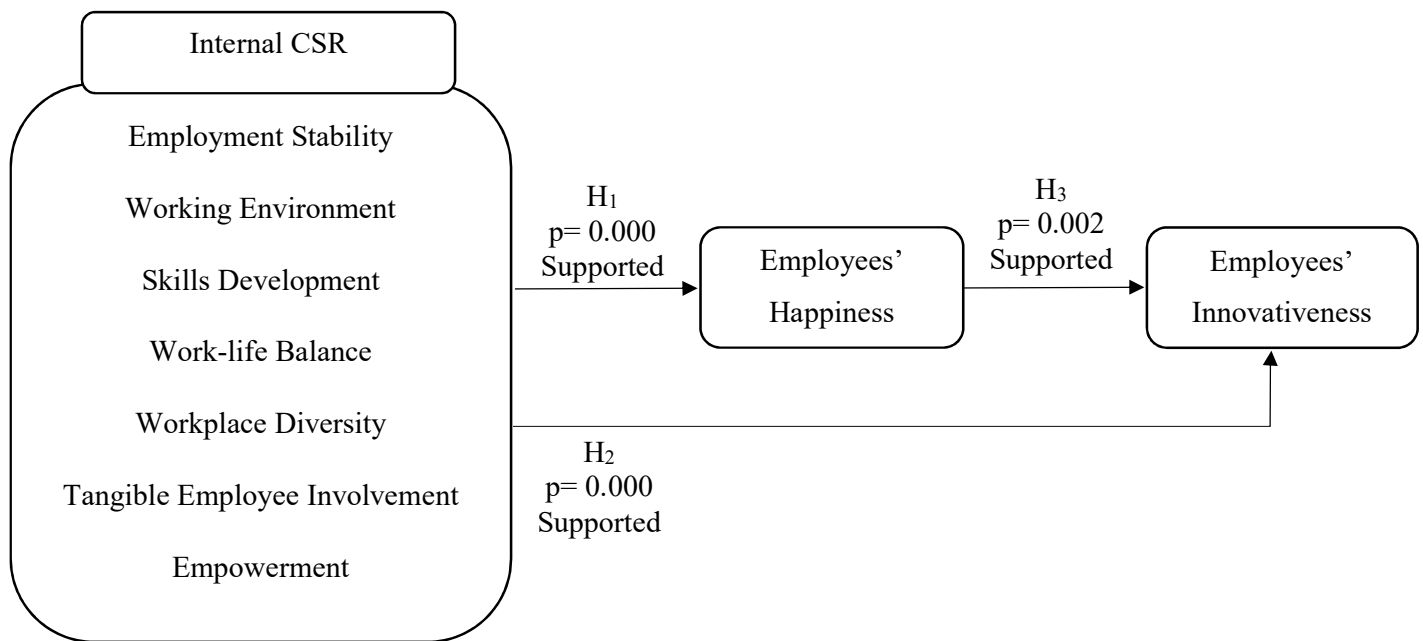 Internal CSR
Employment Stability
Working Environment
Skills Development
Work-life Balance
Workplace Diversity
Tangible Employee Involvement
Empowerment
H₁
p= 0.000
Supported
Employees’
Happiness
H₃
p= 0.002
Supported
Employees’
Innovativeness
H₂
p= 0.000
Supported